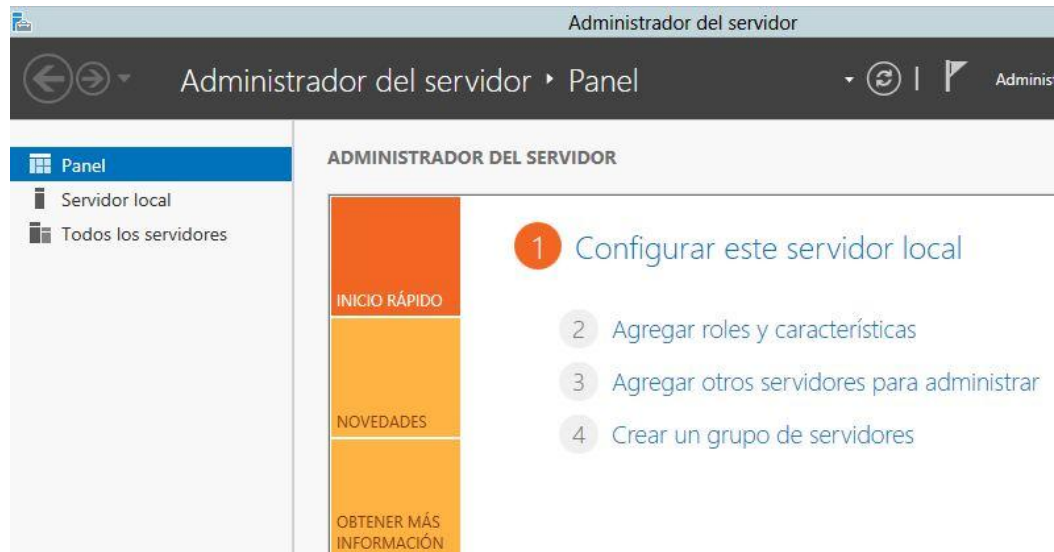 Administrador del servidor
Administrador del servidor ‣ Panel
Adminis
Panel
Servidor local
Todos los servidores
ADMINISTRADOR DEL SERVIDOR
INICIO RÁPIDO
NOVEDADES
OBTENER MÁS
INFORMACIÓN
1 Configurar este servidor local
2 Agregar roles y características
3 Agregar otros servidores para administrar
4 Crear un grupo de servidores